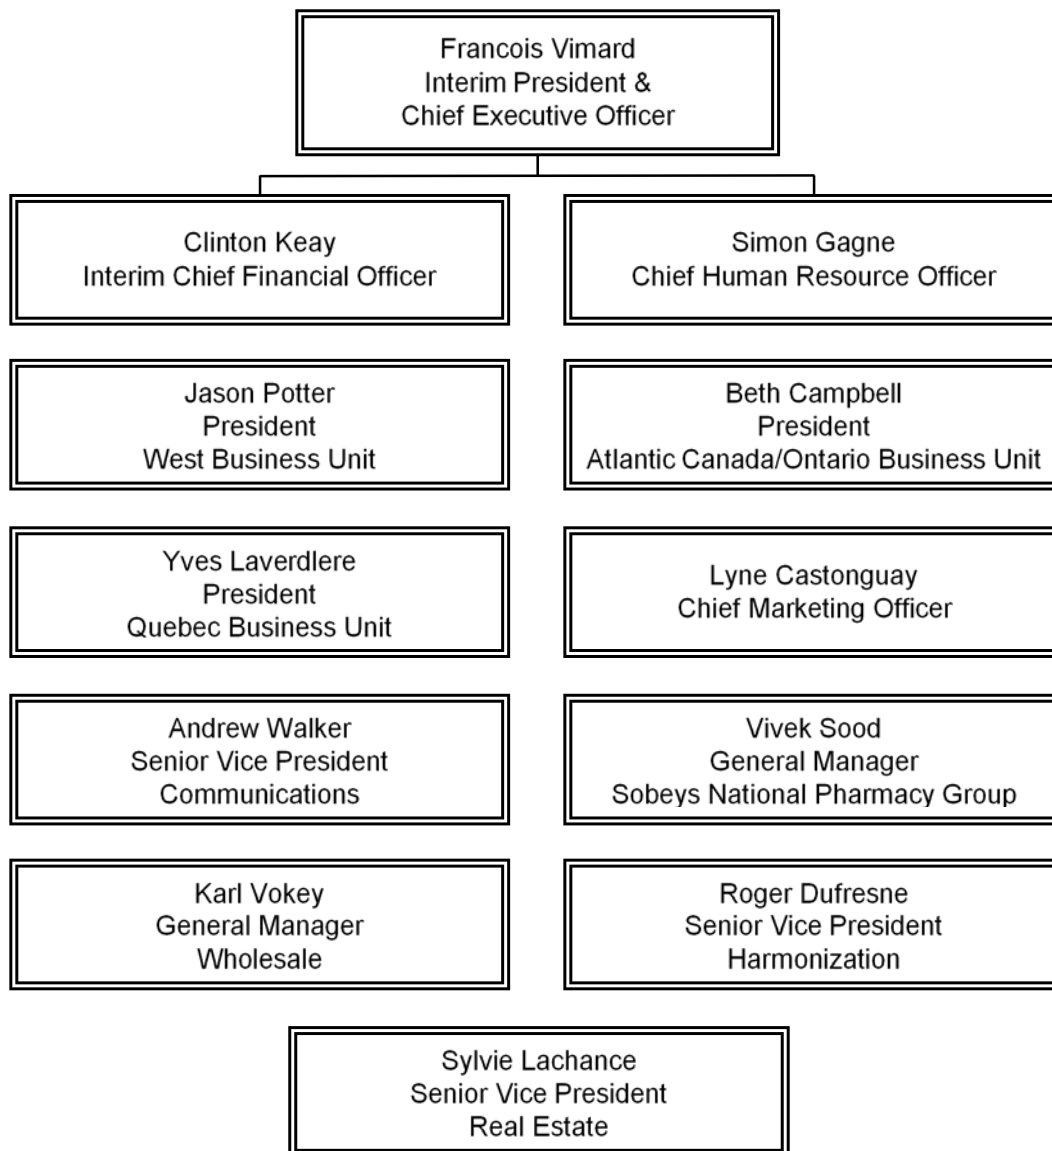 Francois Vimard
Interim President &
Chief Executive Officer
Clinton Keay
Interim Chief Financial Officer
Simon Gagne
Chief Human Resource Officer
Jason Potter
President
West Business Unit
Beth Campbell
President
Atlantic Canada/Ontario Business Unit
Yves Laverdlere
President
Quebec Business Unit
Lyne Castonguay
Chief Marketing Officer
Andrew Walker
Senior Vice President
Communications
Vivek Sood
General Manager
Sobeys National Pharmacy Group
Karl Vokey
General Manager
Wholesale
Roger Dufresne
Senior Vice President
Harmonization
Sylvie Lachance
Senior Vice President
Real Estate